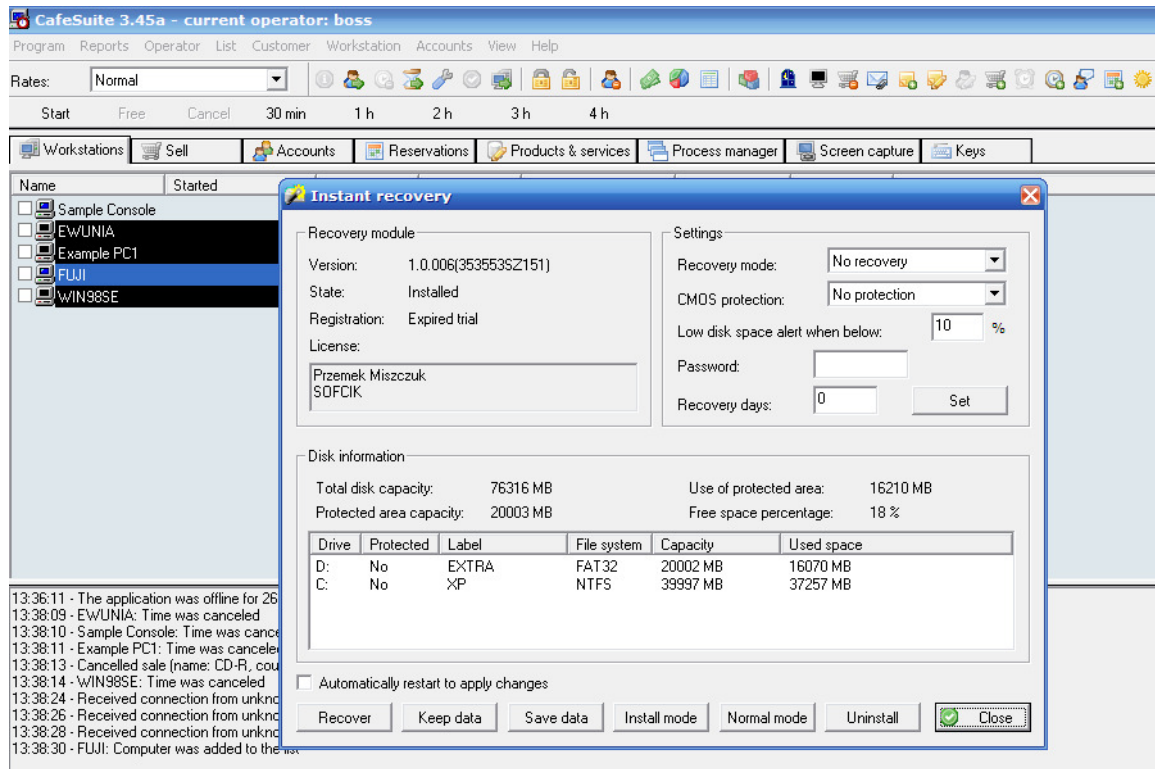 CafeSuite 3.45a - current operator: boss
Program Reports Operator List Customer Workstation Accounts View Help
Rates: Normal
Start Free Cancel 30 min 1 h 2 h 3 h 4 h
Workstations Sell Accounts Reservations Products & services Process manager Screen capture Keys
Name Started
Sample Console
EWUNIA
Example PC1
FUJI
WIN98SE
Instant recovery
Recovery module
Version: 1.0.006(353553SZ151)
State: Installed
Registration: Expired trial
License:
Przemek Miszczuk
SOFCIK
Settings
Recovery mode: No recovery
CMOS protection: No protection
Low disk space alert when below: 10 %
Password:
Recovery days: 0 Set
Disk information
Total disk capacity: 76316 MB Use of protected area: 16210 MB
Protected area capacity: 20003 MB Free space percentage: 18 %
Drive Protected Label File system Capacity Used space
D: No EXTRA FAT32 20002 MB 16070 MB
C: No XP NTFS 39997 MB 37257 MB
Automatically restart to apply changes
Recover Keep data Save data Install mode Normal mode Uninstall Close
13:36:11 - The application was offline for 26
13:38:09 - EWUNIA: Time was canceled
13:38:10 - Sample Console: Time was cance
13:38:11 - Example PC1: Time was cancele
13:38:13 - Cancelled sale (name: CD-R, cou
13:38:14 - WIN98SE: Time was canceled
13:38:24 - Received connection from unkno
13:38:26 - Received connection from unkno
13:38:28 - Received connection from unkno
13:38:30 - FUJI: Computer was added to the list